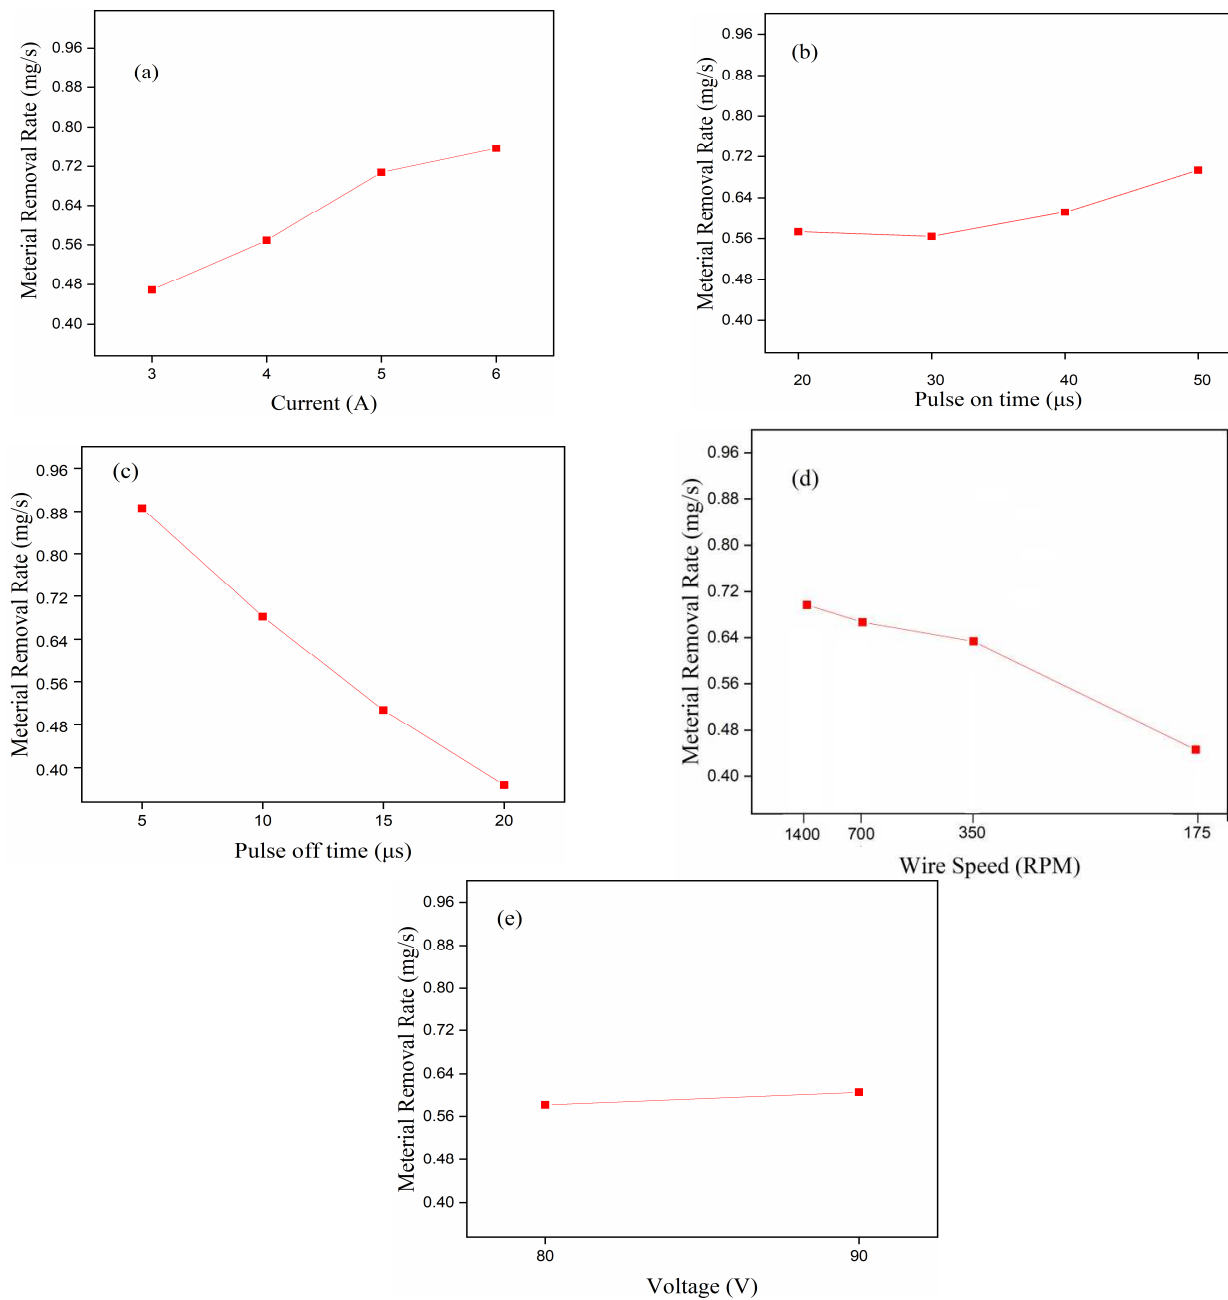 (a)
Meterial Removal Rate (mg/s)
0.96
0.88
0.80
0.72
0.64
0.56
0.48
0.40
3 4 5 6
Current (A)
(b)
Meterial Removal Rate (mg/s)
0.96
0.88
0.80
0.72
0.64
0.56
0.48
0.40
20 30 40 50
Pulse on time (μs)
(c)
Meterial Removal Rate (mg/s)
0.96
0.88
0.80
0.72
0.64
0.56
0.48
0.40
5 10 15 20
Pulse off time (μs)
(d)
Meterial Removal Rate (mg/s)
0.96
0.88
0.80
0.72
0.64
0.56
0.48
0.40
1400 700 350 175
Wire Speed (RPM)
(e)
Meterial Removal Rate (mg/s)
0.96
0.88
0.80
0.72
0.64
0.56
0.48
0.40
80 90
Voltage (V)